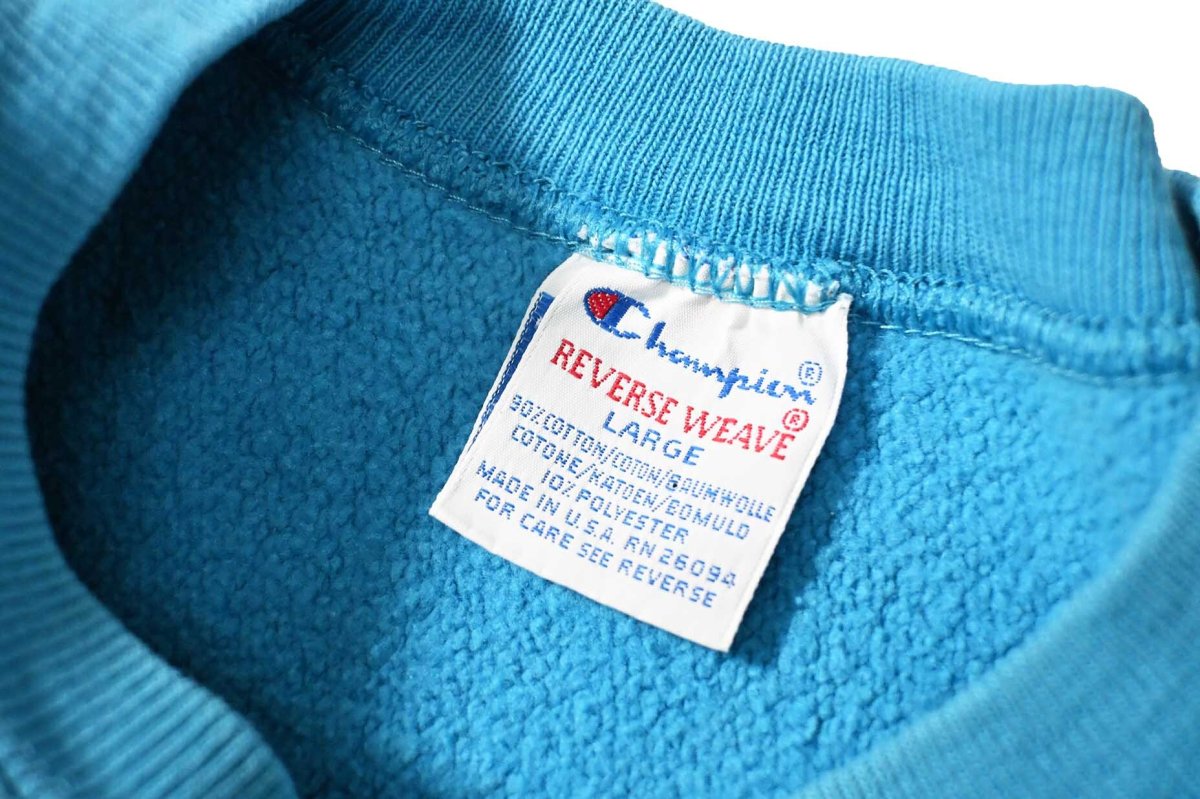 Champion®
REVERSE WEAVE®
LARGE
90% COTTON/COTON/BAUMWOLLE
COTONE/KATOEN/BOMULD
10% POLYESTER
MADE IN U.S.A. RN 26094
FOR CARE SEE REVERSE